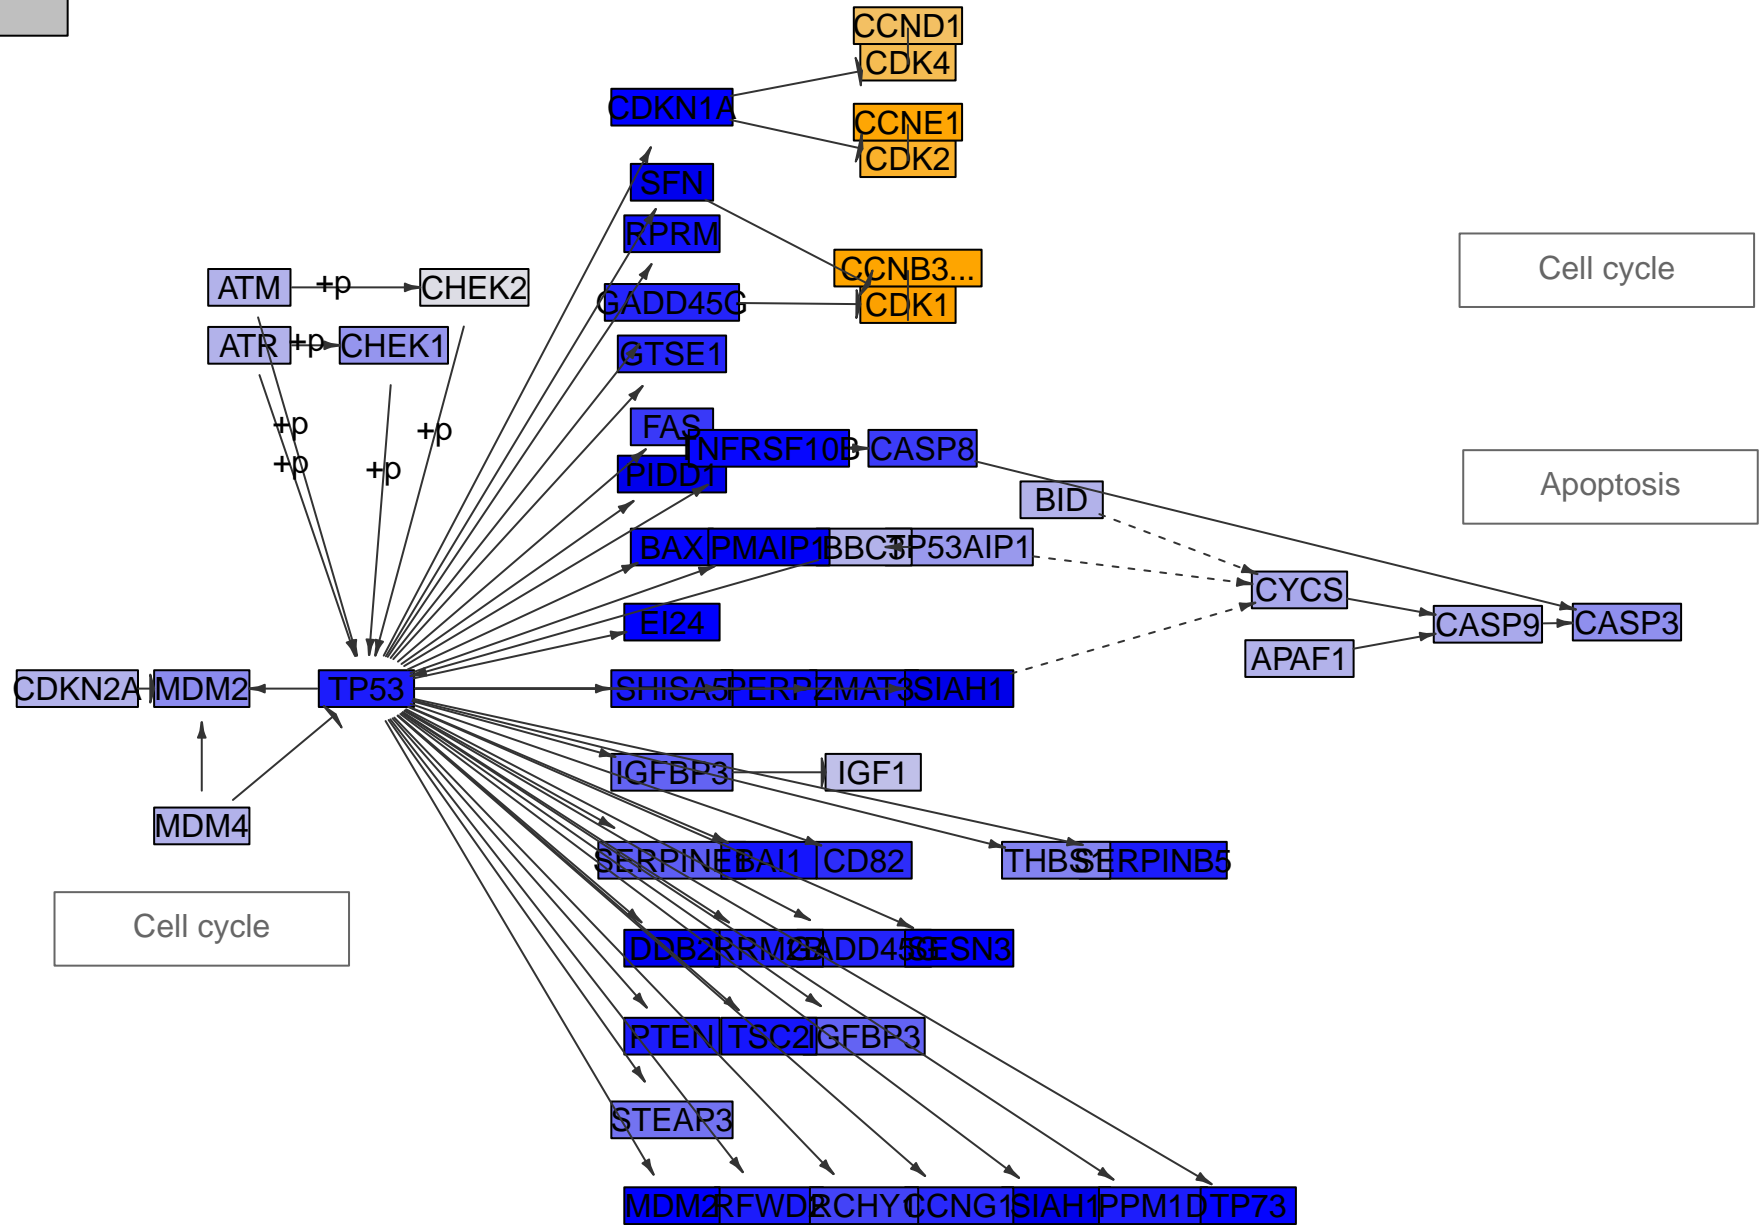 CCND1
CDK4
CDKN1A
CCNE1
CDK2
SFN
RPRM
CCNB3...
Cell cycle
ATM
+p
CHEK2
GADD45G
CDK1
ATR
+p
CHEK1
GTSE1
+p
+p
FAS
TNFRSF10B
CASP8
+p
+p
PIDD1
Apoptosis
BID
BAX
PMAIP1
BBC3
TP53AIP1
CYCS
EI24
CASP9
CASP3
APAF1
CDKN2A
MDM2
TP53
SHISA5
PERP
ZMAT3
SIAH1
IGFBP3
IGF1
MDM4
SERPINE1
BAI1
CD82
THBS1
SERPINB5
Cell cycle
DDB2
RRM2B
GADD45G
SESN3
PTEN
TSC2
IGFBP3
STEAP3
MDM2
RFWD2
RCHY1
CCNG1
SIAH1
PPM1D
TP73